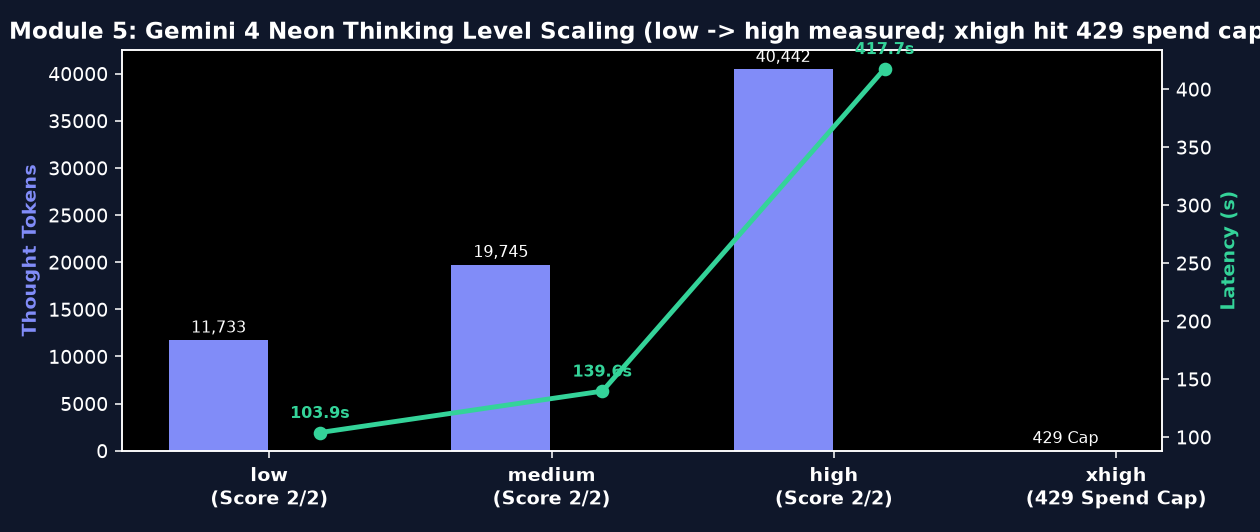 Module 5: Gemini 4 Neon Thinking Level Scaling (low -> high measured; xhigh hit 429 spend cap
40,442
417.7s
40000
35000
30000
25000
20000
15000
10000
5000
0
Thought Tokens
400
350
300
250
200
150
100
Latency (s)
19,745
11,733
139.6s
103.9s
429 Cap
low
(Score 2/2)
medium
(Score 2/2)
high
(Score 2/2)
xhigh
(429 Spend Cap)